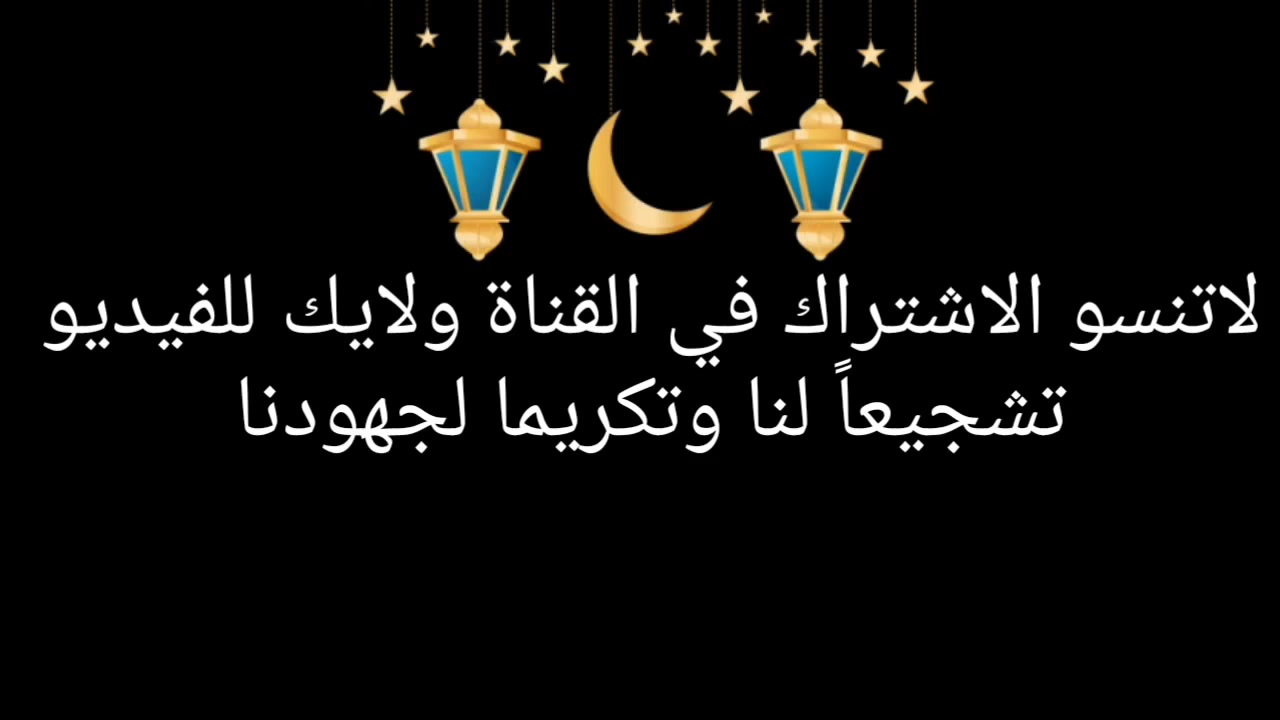 لاتنسو الاشتراك في القناة ولايك للفيديو
تشجيعاً لنا وتكريما لجهودنا